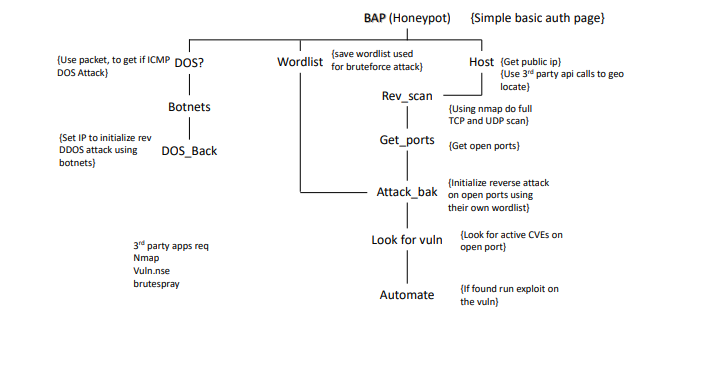 BAP (Honeypot) {Simple basic auth page}
{Use packet, to get if ICMP
DOS Attack}
DOS?
Wordlist
{save wordlist used
for bruteforce attack}
Host
{Get public ip}
{Use 3rd party api calls to geo
locate}
Rev_scan
{Using nmap do full
TCP and UDP scan}
Botnets
{Set IP to initialize rev
DDOS attack using
botnets}
DOS_Back
Get_ports
{Get open ports}
Attack_bak
{Initialize reverse attack
on open ports using
their own wordlist}
Look for vuln
{Look for active CVEs on
open port}
3rd party apps req
Nmap
Vuln.nse
brutespray
Automate
{If found run exploit on
the vuln}